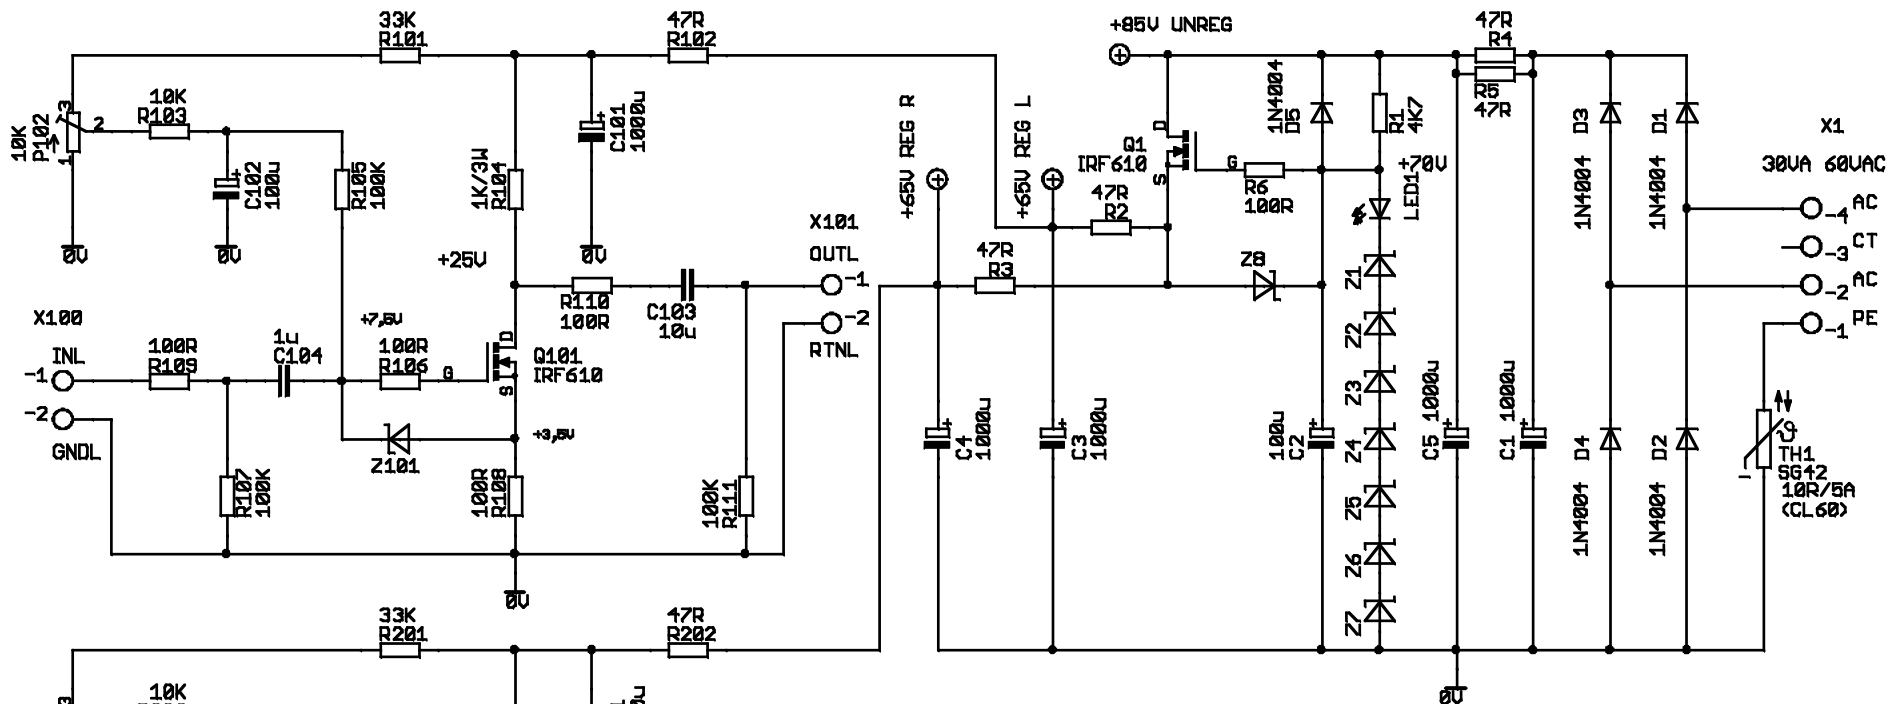 33K
R101
47R
R102
+85V UNREG
47R
R4
R5
47R
10K
P102
3
2
1
10K
R103
C102
100u
R105
100K
1K/3W
R104
C101
1000u
0V
0V
0V
+25V
+65V REG R
+65V REG L
Q1
IRF610
D
S
G
47R
R2
R6
100R
1N4004
D5
R1
4K7
+70V
LED1
D3
1N4004
D1
1N4004
X1
30VA 60VAC
-4 AC
-3 CT
-2 AC
-1 PE
X101
OUTL
-1
-2
RTNL
R110
100R
C103
10u
47R
R3
Z8
Z1
Z2
Z3
Z4
Z5
Z6
Z7
X100
INL
-1
-2
GNDL
100R
R109
1u
C104
+7,5V
100R
R106
G
D
S
Q101
IRF610
+3,5V
Z101
R107
100K
100R
R108
100K
R111
0V
C4
1000u
C3
1000u
100u
C2
C5
1000u
C1
1000u
D4
1N4004
D2
1N4004
TH1
SG42
10R/5A
(CL60)
33K
R201
47R
R202
0V
10K